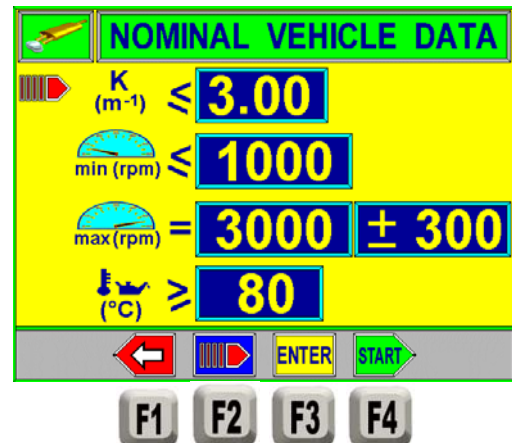 NOMINAL VEHICLE DATA
K
(m-1) ≤ 3.00
min (rpm) ≤ 1000
max (rpm) = 3000 ± 300
(°C) ≥ 80
ENTER START
F1 F2 F3 F4